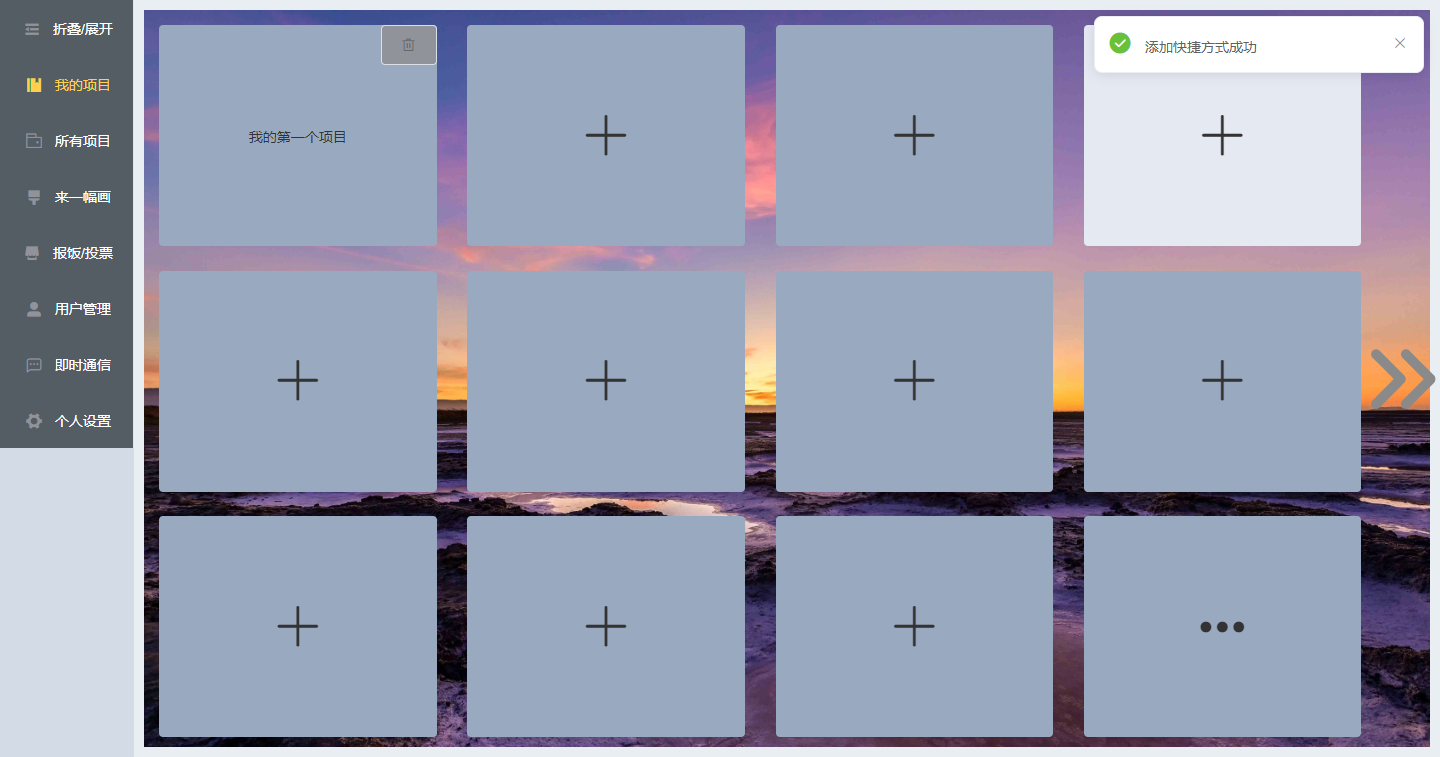 折叠/展开
我的项目
所有项目
来一幅画
报饭/投票
用户管理
即时通信
个人设置
添加快捷方式成功
我的第一个项目